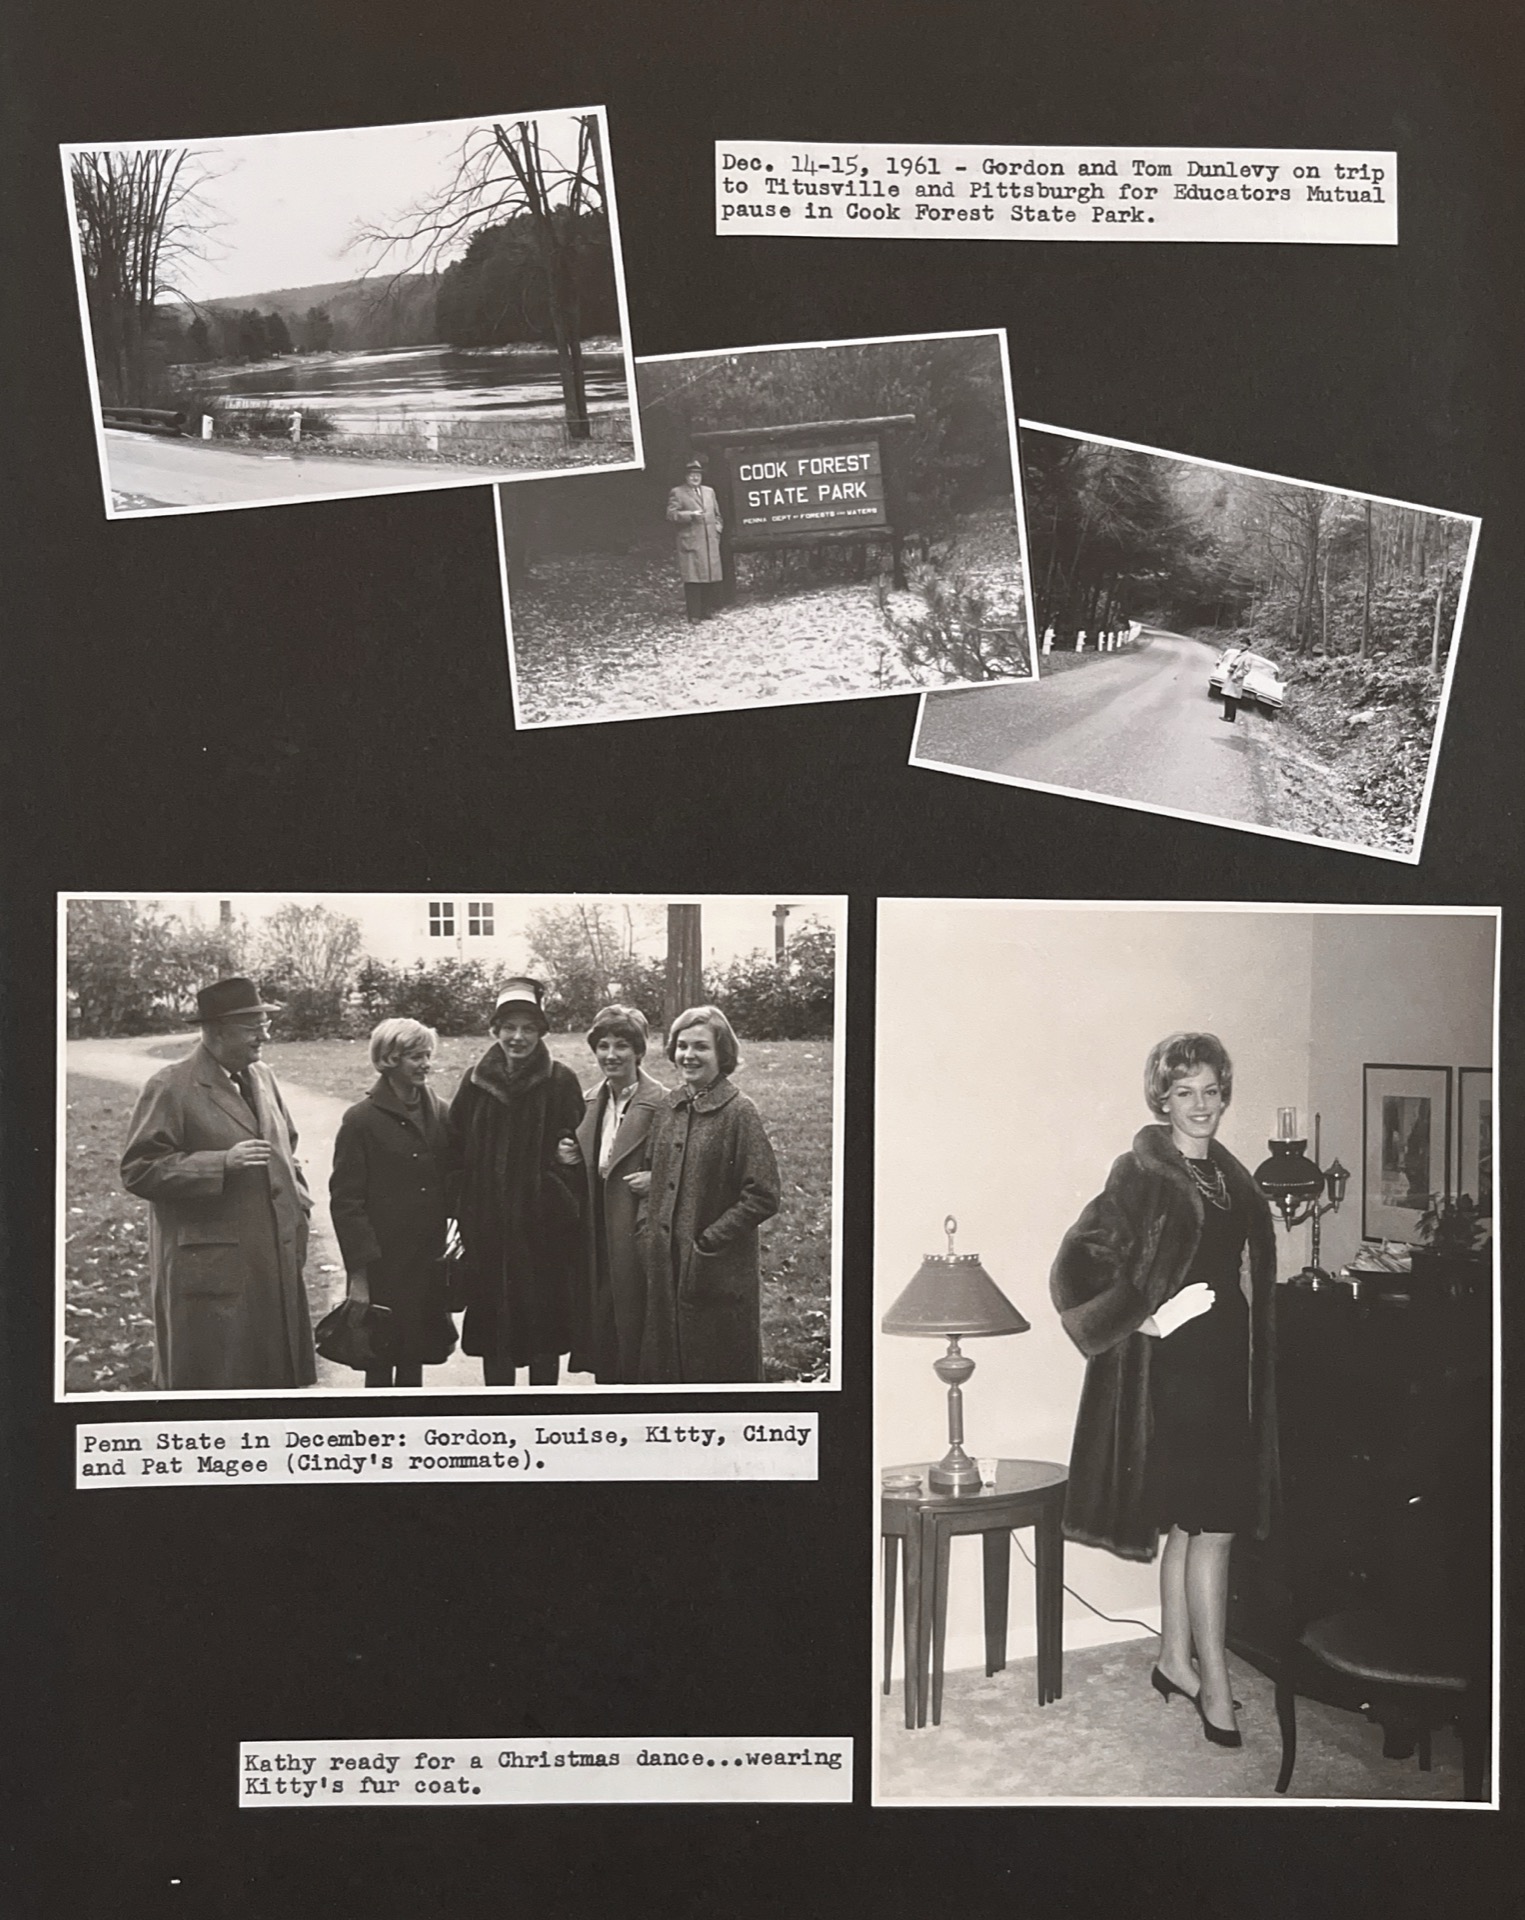 Dec. 14-15, 1961 - Gordon and Tom Dunlevy on trip
to Titusville and Pittsburgh for Educators Mutual
pause in Cook Forest State Park.
COOK FOREST
STATE PARK
PENNA DEPT OF FORESTS AND WATERS
Penn State in December: Gordon, Louise, Kitty, Cindy
and Pat Magee (Cindy's roommate).
Kathy ready for a Christmas dance...wearing
Kitty's fur coat.